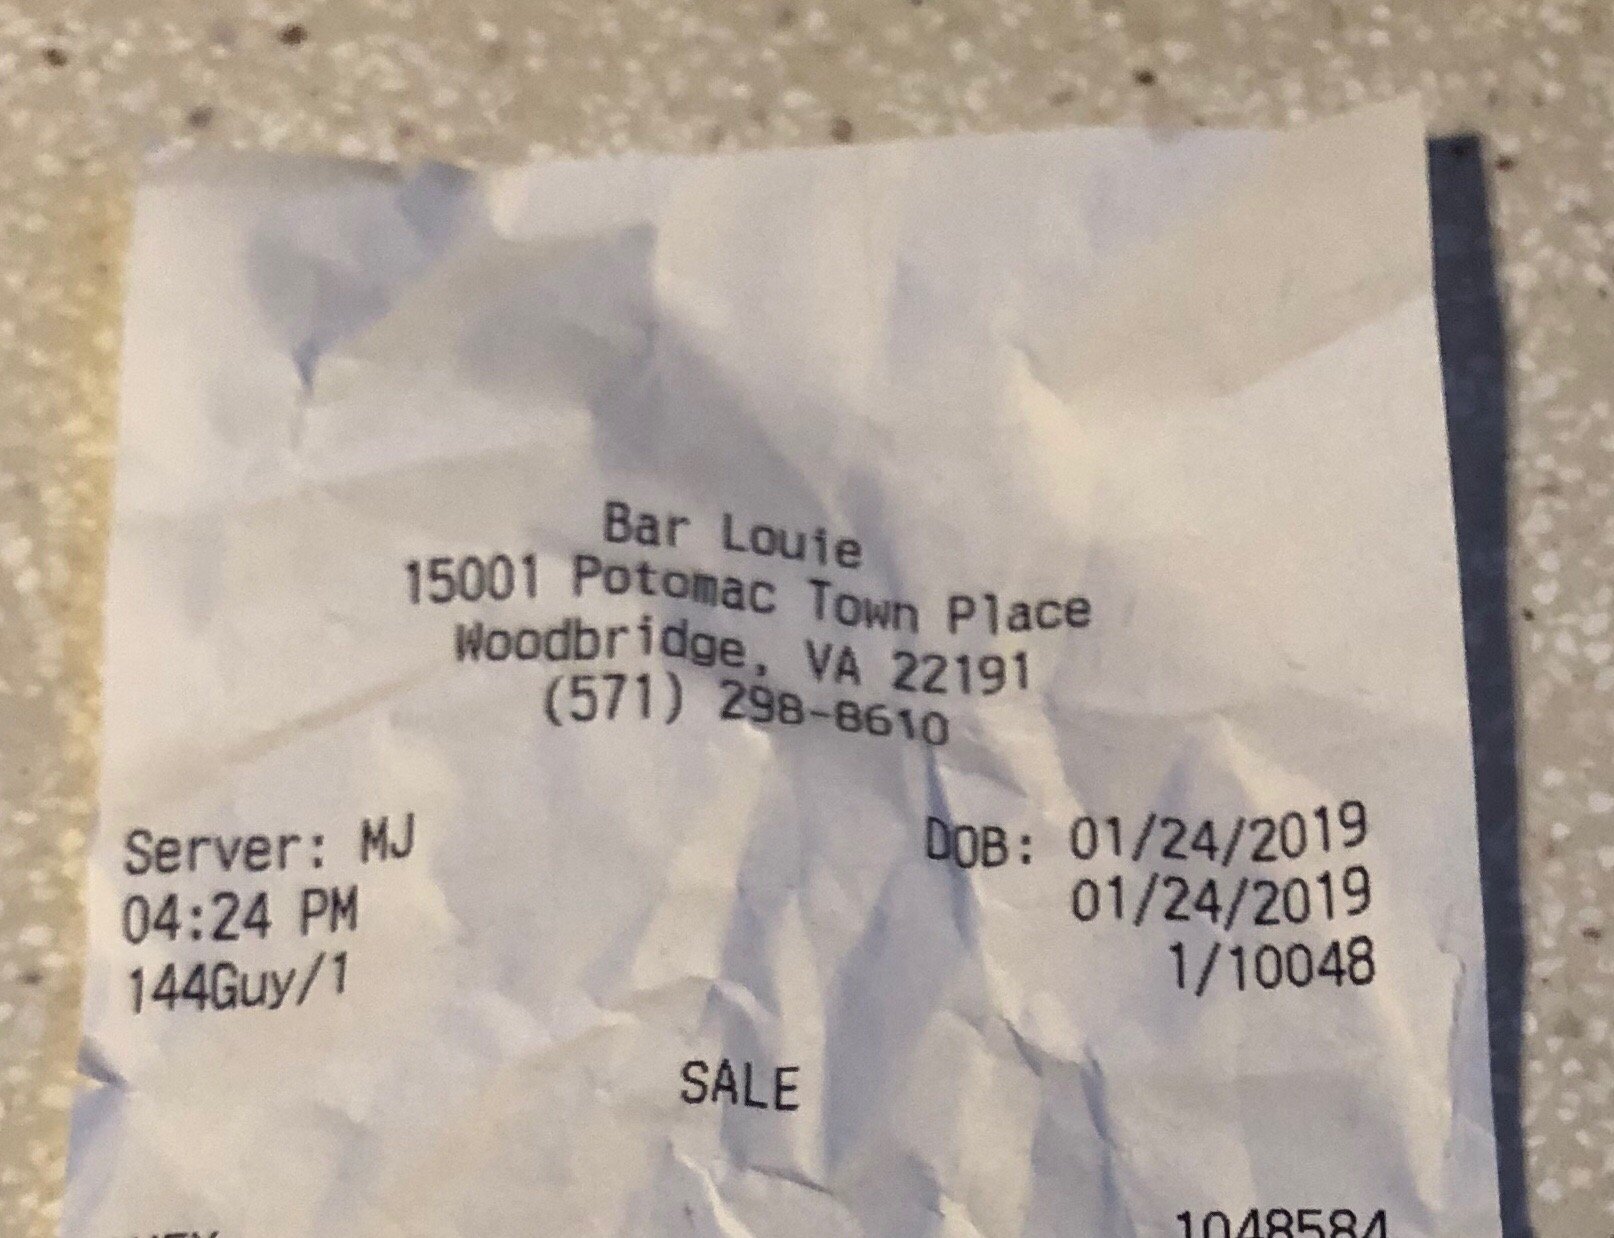 Bar Louie
15001 Potomac Town Place
Woodbridge, VA 22191
(571) 298-8610
Server: MJ DOB: 01/24/2019
04:24 PM 01/24/2019
144Guy/1 1/10048
SALE
1048584